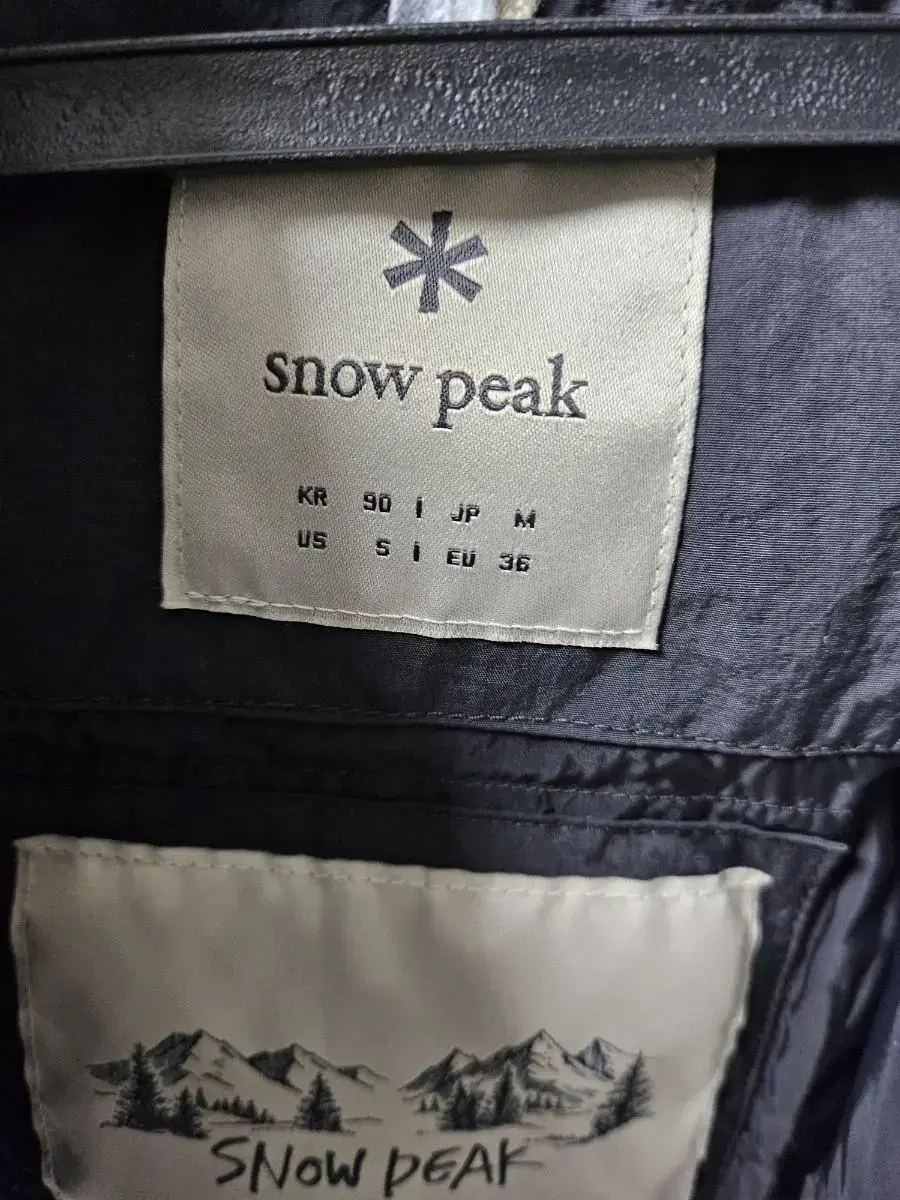 snow peak
KR 90 | JP M
US S | EU 36
SNOW PEAK